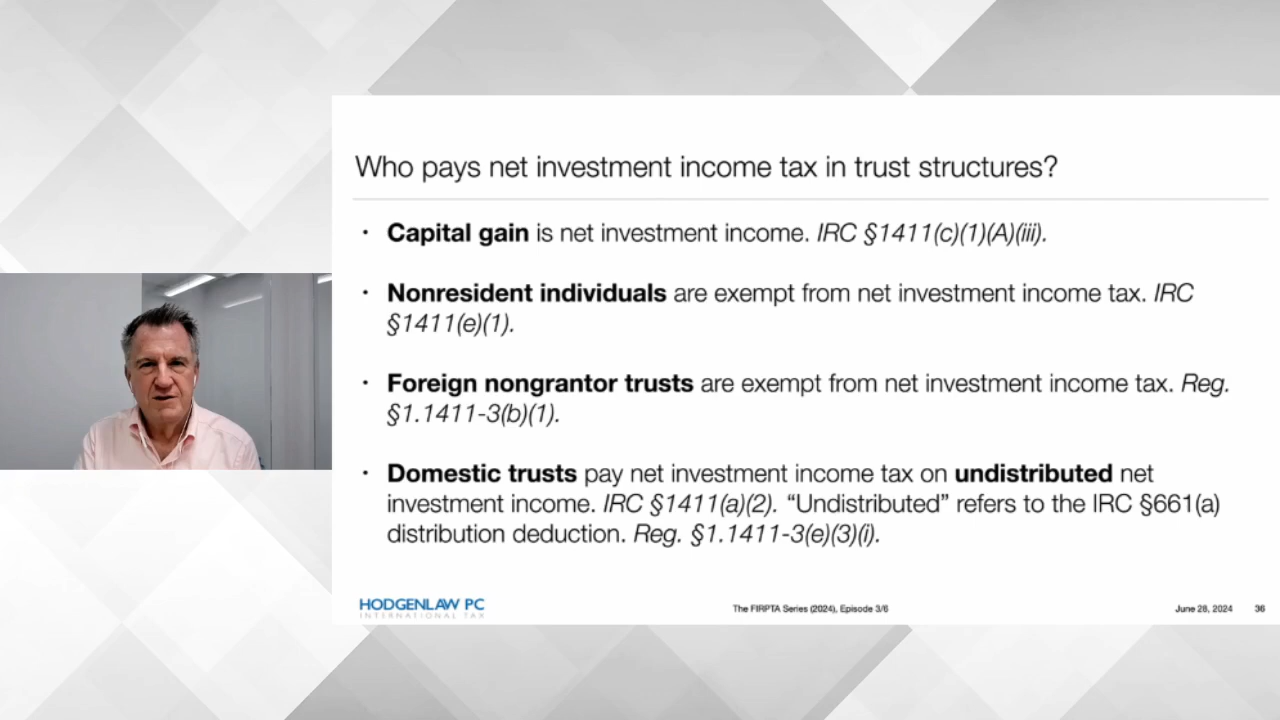 Who pays net investment income tax in trust structures?
• Capital gain is net investment income. IRC §1411(c)(1)(A)(iii).
• Nonresident individuals are exempt from net investment income tax. IRC
§1411(e)(1).
• Foreign nongrantor trusts are exempt from net investment income tax. Reg.
§1.1411-3(b)(1).
• Domestic trusts pay net investment income tax on undistributed net
investment income. IRC §1411(a)(2). “Undistributed” refers to the IRC §661(a)
distribution deduction. Reg. §1.1411-3(e)(3)(i).
HODGENLAW PC
INTERNATIONAL TAX
The FIRPTA Series (2024), Episode 3/6
June 28, 2024
36